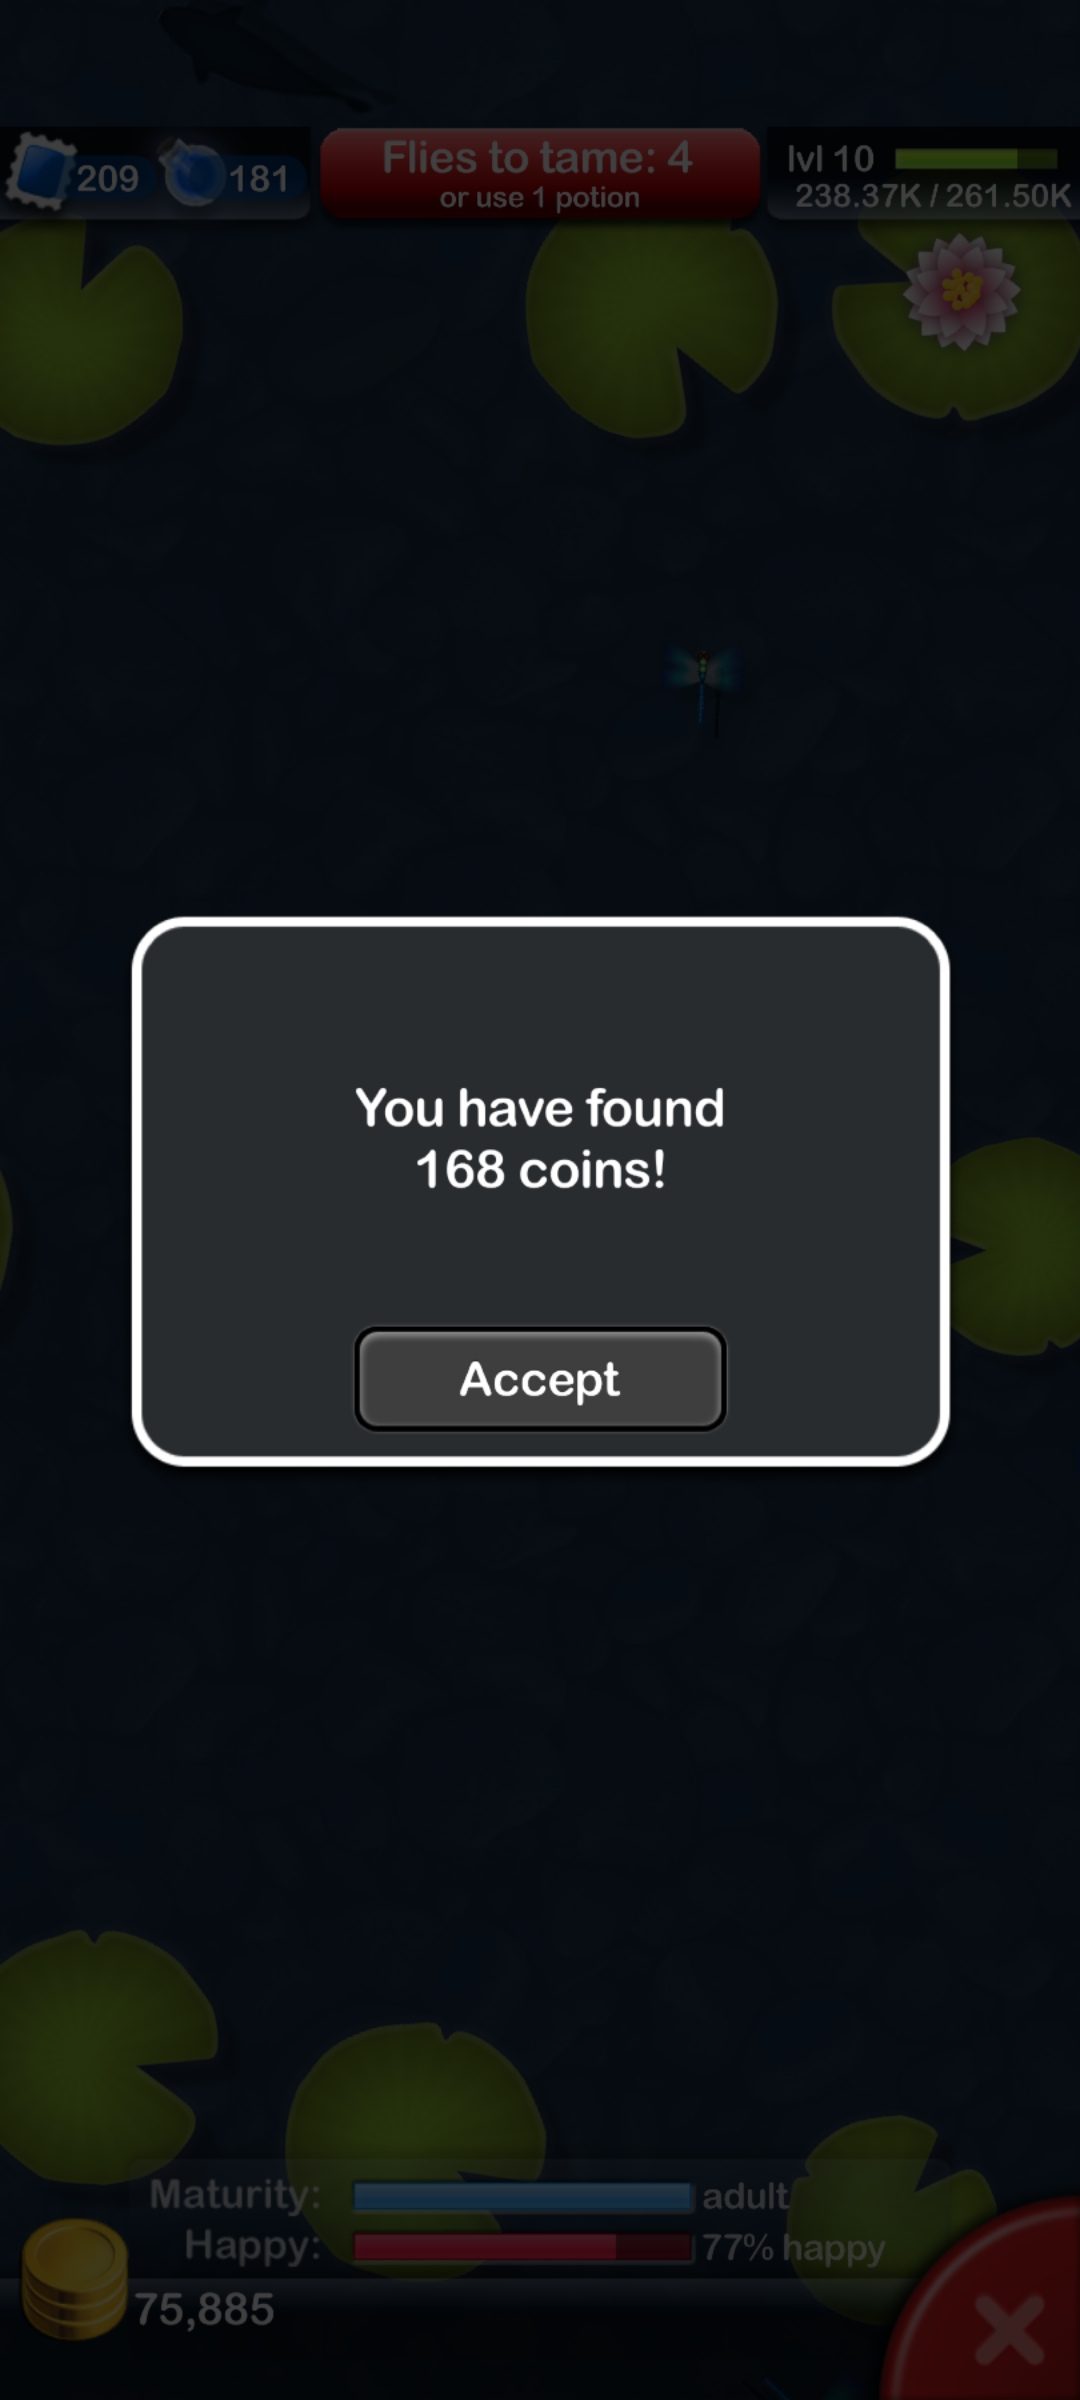 209
181
Flies to tame: 4
or use 1 potion
lvl 10
238.37K / 261.50K
You have found
168 coins!
Accept
Maturity: adult
Happy: 77% happy
75,885